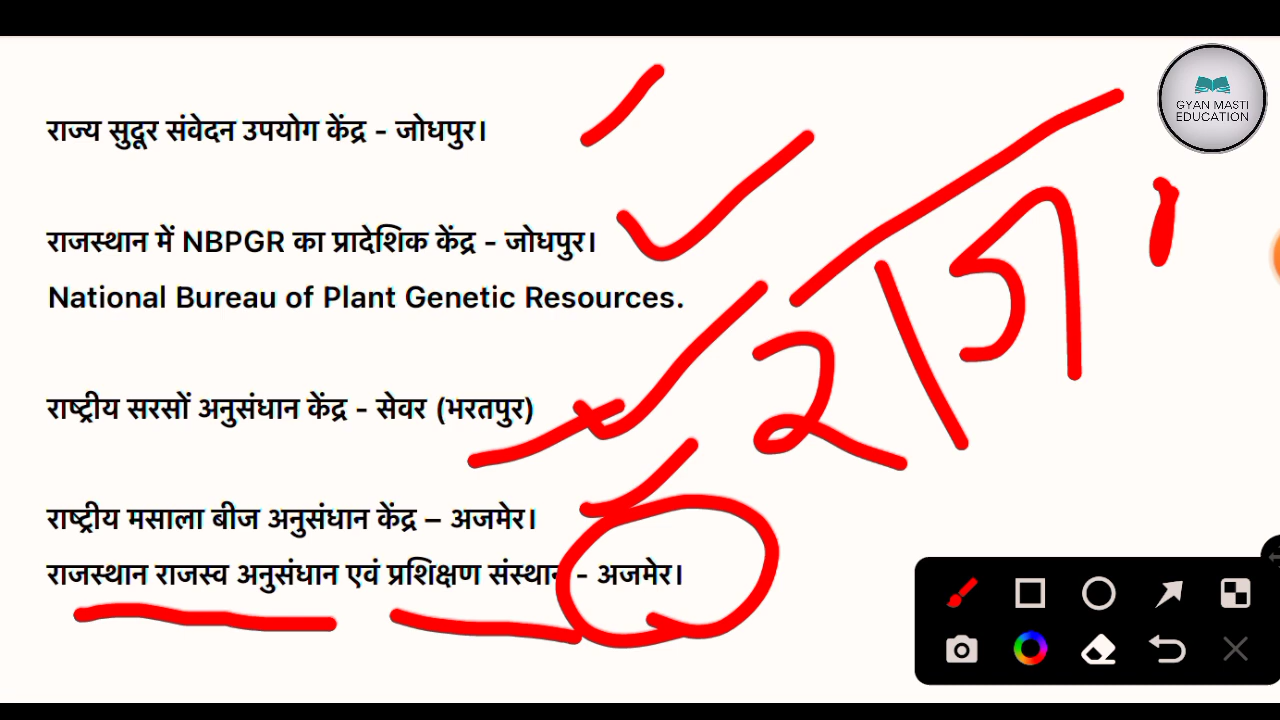 राज्य सुदूर संवेदन उपयोग केंद्र - जोधपुर।
राजस्थान में NBPGR का प्रादेशिक केंद्र - जोधपुर।
National Bureau of Plant Genetic Resources.
राष्ट्रीय सरसों अनुसंधान केंद्र - सेवर (भरतपुर)
राष्ट्रीय मसाला बीज अनुसंधान केंद्र – अजमेर।
राजस्थान राजस्व अनुसंधान एवं प्रशिक्षण संस्थान - अजमेर।
राज
GYAN MASTI
EDUCATION